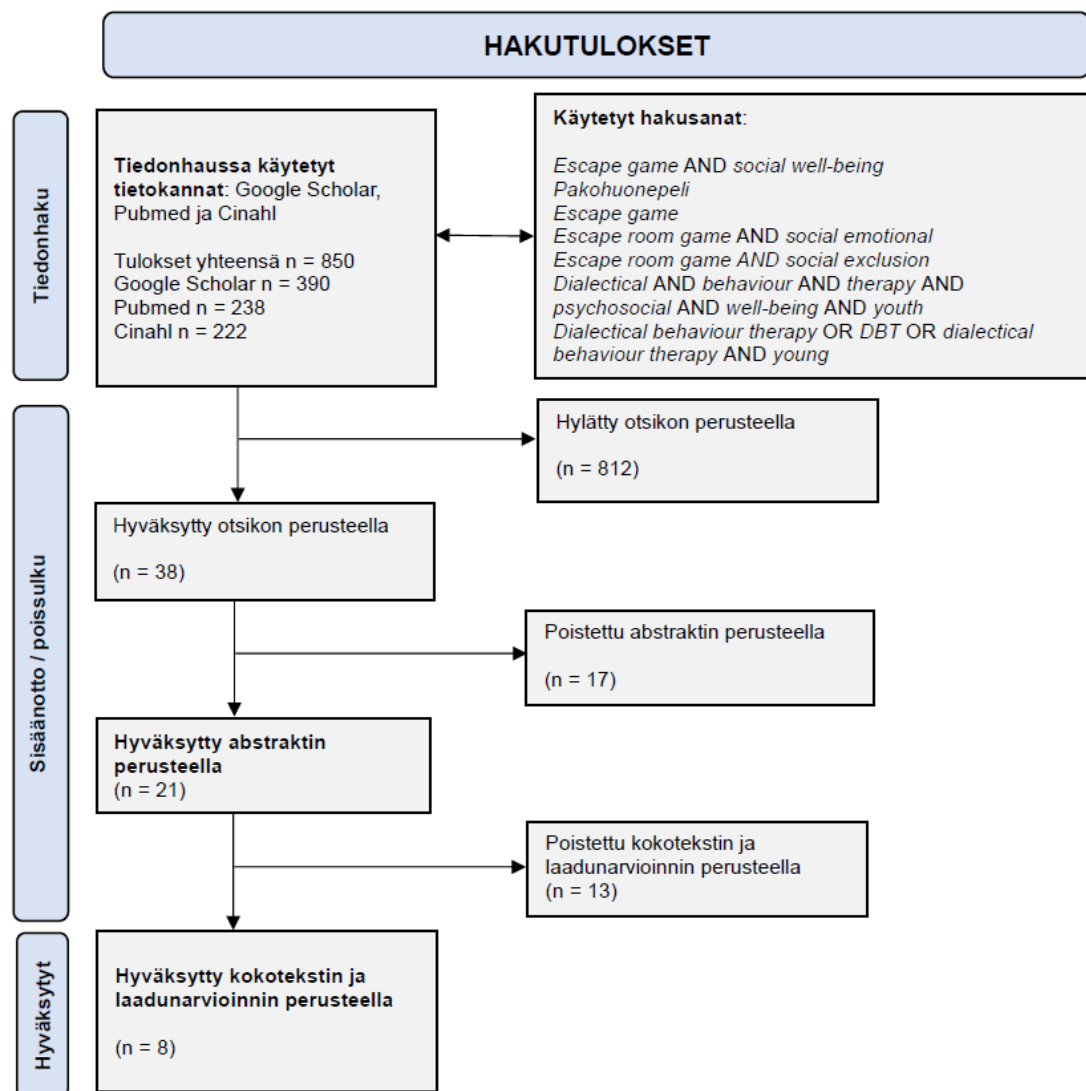 HAKUTULOKSET
Tiedonhaku
Tiedonhaussa käytetyt
tietokannat: Google Scholar,
Pubmed ja Cinahl
Tulokset yhteensä n = 850
Google Scholar n = 390
Pubmed n = 238
Cinahl n = 222
Käytetyt hakusanat:
Escape game AND social well-being
Pakohuonepeli
Escape game
Escape room game AND social emotional
Escape room game AND social exclusion
Dialectical AND behaviour AND therapy AND
psychosocial AND well-being AND youth
Dialectical behaviour therapy OR DBT OR dialectical
behaviour therapy AND young
Sisäänotto / poissulku
Hylätty otsikon perusteella
(n = 812)
Hyväksytty otsikon perusteella
(n = 38)
Poistettu abstraktin perusteella
(n = 17)
Hyväksytty abstraktin
perusteella
(n = 21)
Poistettu kokotekstin ja
laadunarvioinnin perusteella
(n = 13)
Hyväksytyt
Hyväksytty kokotekstin ja
laadunarvioinnin perusteella
(n = 8)